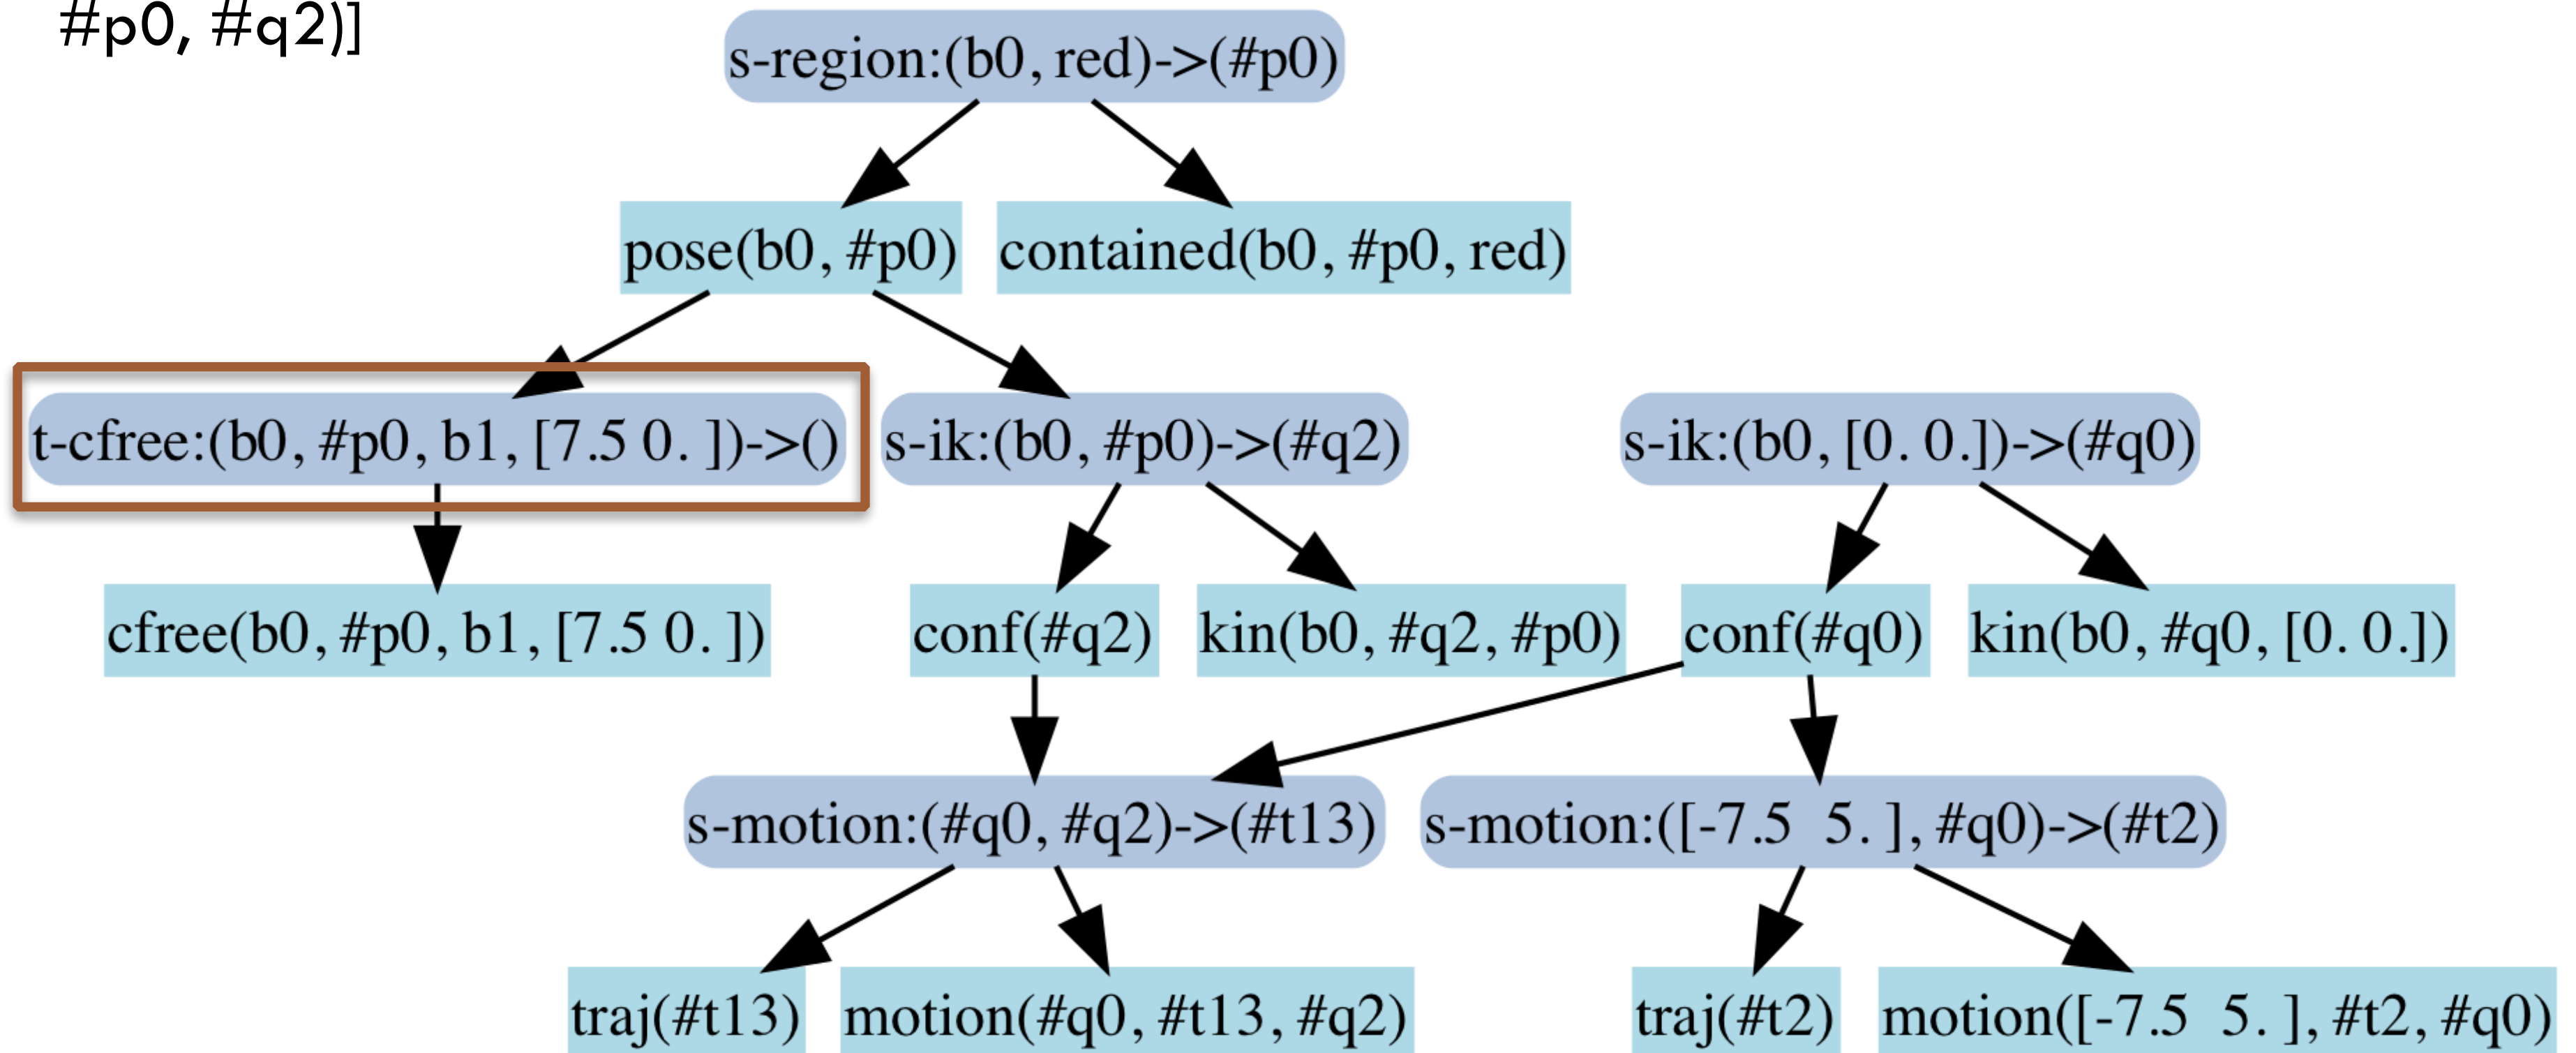 #p0, #q2)]
s-region:(b0, red)->(#p0)
pose(b0, #p0)
contained(b0, #p0, red)
t-cfree:(b0, #p0, b1, [7.5 0. ])->()
s-ik:(b0, #p0)->(#q2)
s-ik:(b0, [0. 0.])->(#q0)
cfree(b0, #p0, b1, [7.5 0. ])
conf(#q2)
kin(b0, #q2, #p0)
conf(#q0)
kin(b0, #q0, [0. 0.])
s-motion:(#q0, #q2)->(#t13)
s-motion:([-7.5  5. ], #q0)->(#t2)
traj(#t13)
motion(#q0, #t13, #q2)
traj(#t2)
motion([-7.5  5. ], #t2, #q0)